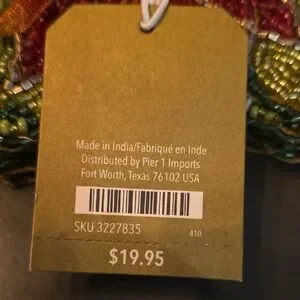 Made in India/Fabriqué en Inde
Distributed by Pier 1 Imports
Fort Worth, Texas 76102 USA
SKU 3227835
410
$19.95